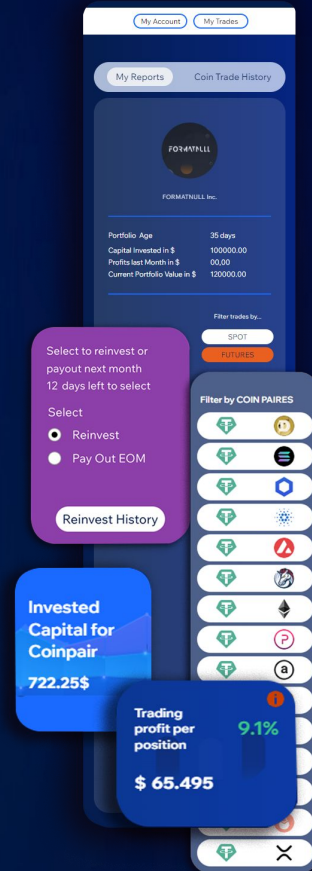 My Account
My Trades
My Reports
Coin Trade History
FORMATNULL
FORMATNULL Inc.
Portfolio Age 35 days
Capital Invested in $ 100000.00
Profits last Month in $ 00,00
Current Portfolio Value in $ 120000.00
Filter trades by...
SPOT
FUTURES
Select to reinvest or
payout next month
12 days left to select
Select
Reinvest
Pay Out EOM
Reinvest History
Filter by COIN PAIRES
Invested
Capital for
Coinpair
722.25$
Trading
profit per
position
9.1%
$ 65.495